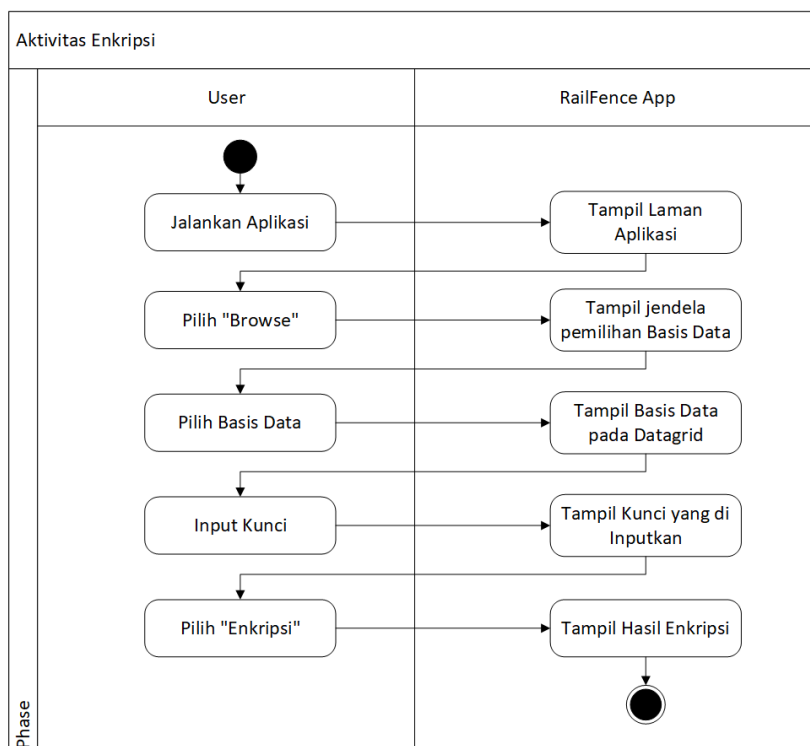 Aktivitas Enkripsi
User
RailFence App
Jalankan Aplikasi
Tampil Laman
Aplikasi
Pilih "Browse"
Tampil jendela
pemilihan Basis Data
Pilih Basis Data
Tampil Basis Data
pada Datagrid
Input Kunci
Tampil Kunci yang di
Inputkan
Pilih "Enkripsi"
Tampil Hasil Enkripsi
Phase